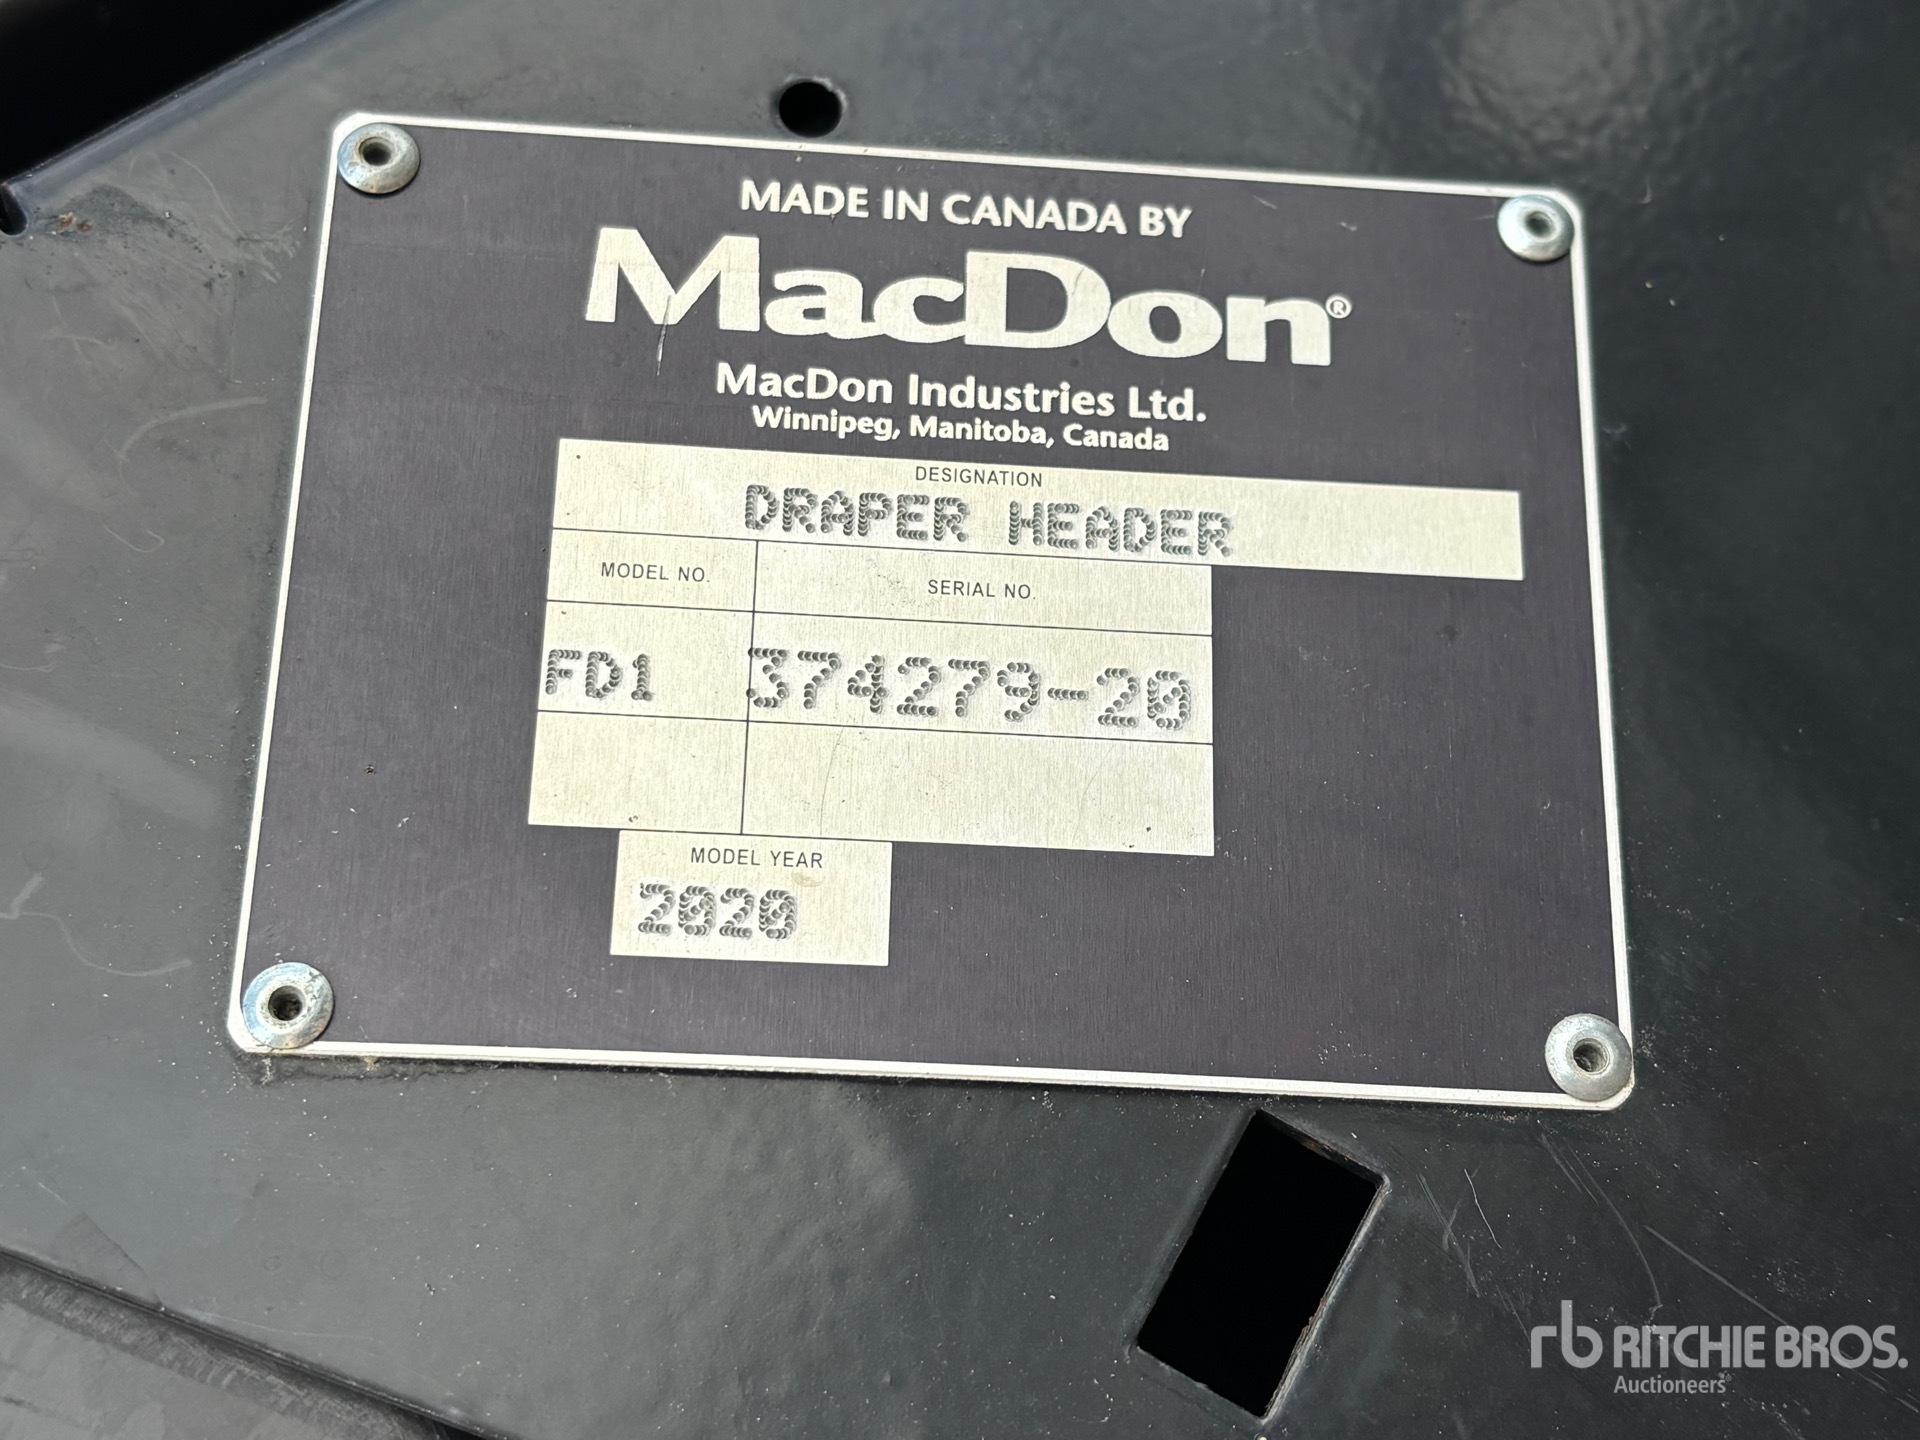 MADE IN CANADA BY
MacDon®
MacDon Industries Ltd.
Winnipeg, Manitoba, Canada
DESIGNATION
DRAPER HEADER
MODEL NO. SERIAL NO.
FD1 374279-20
MODEL YEAR
2020
rb RITCHIE BROS.
Auctioneers